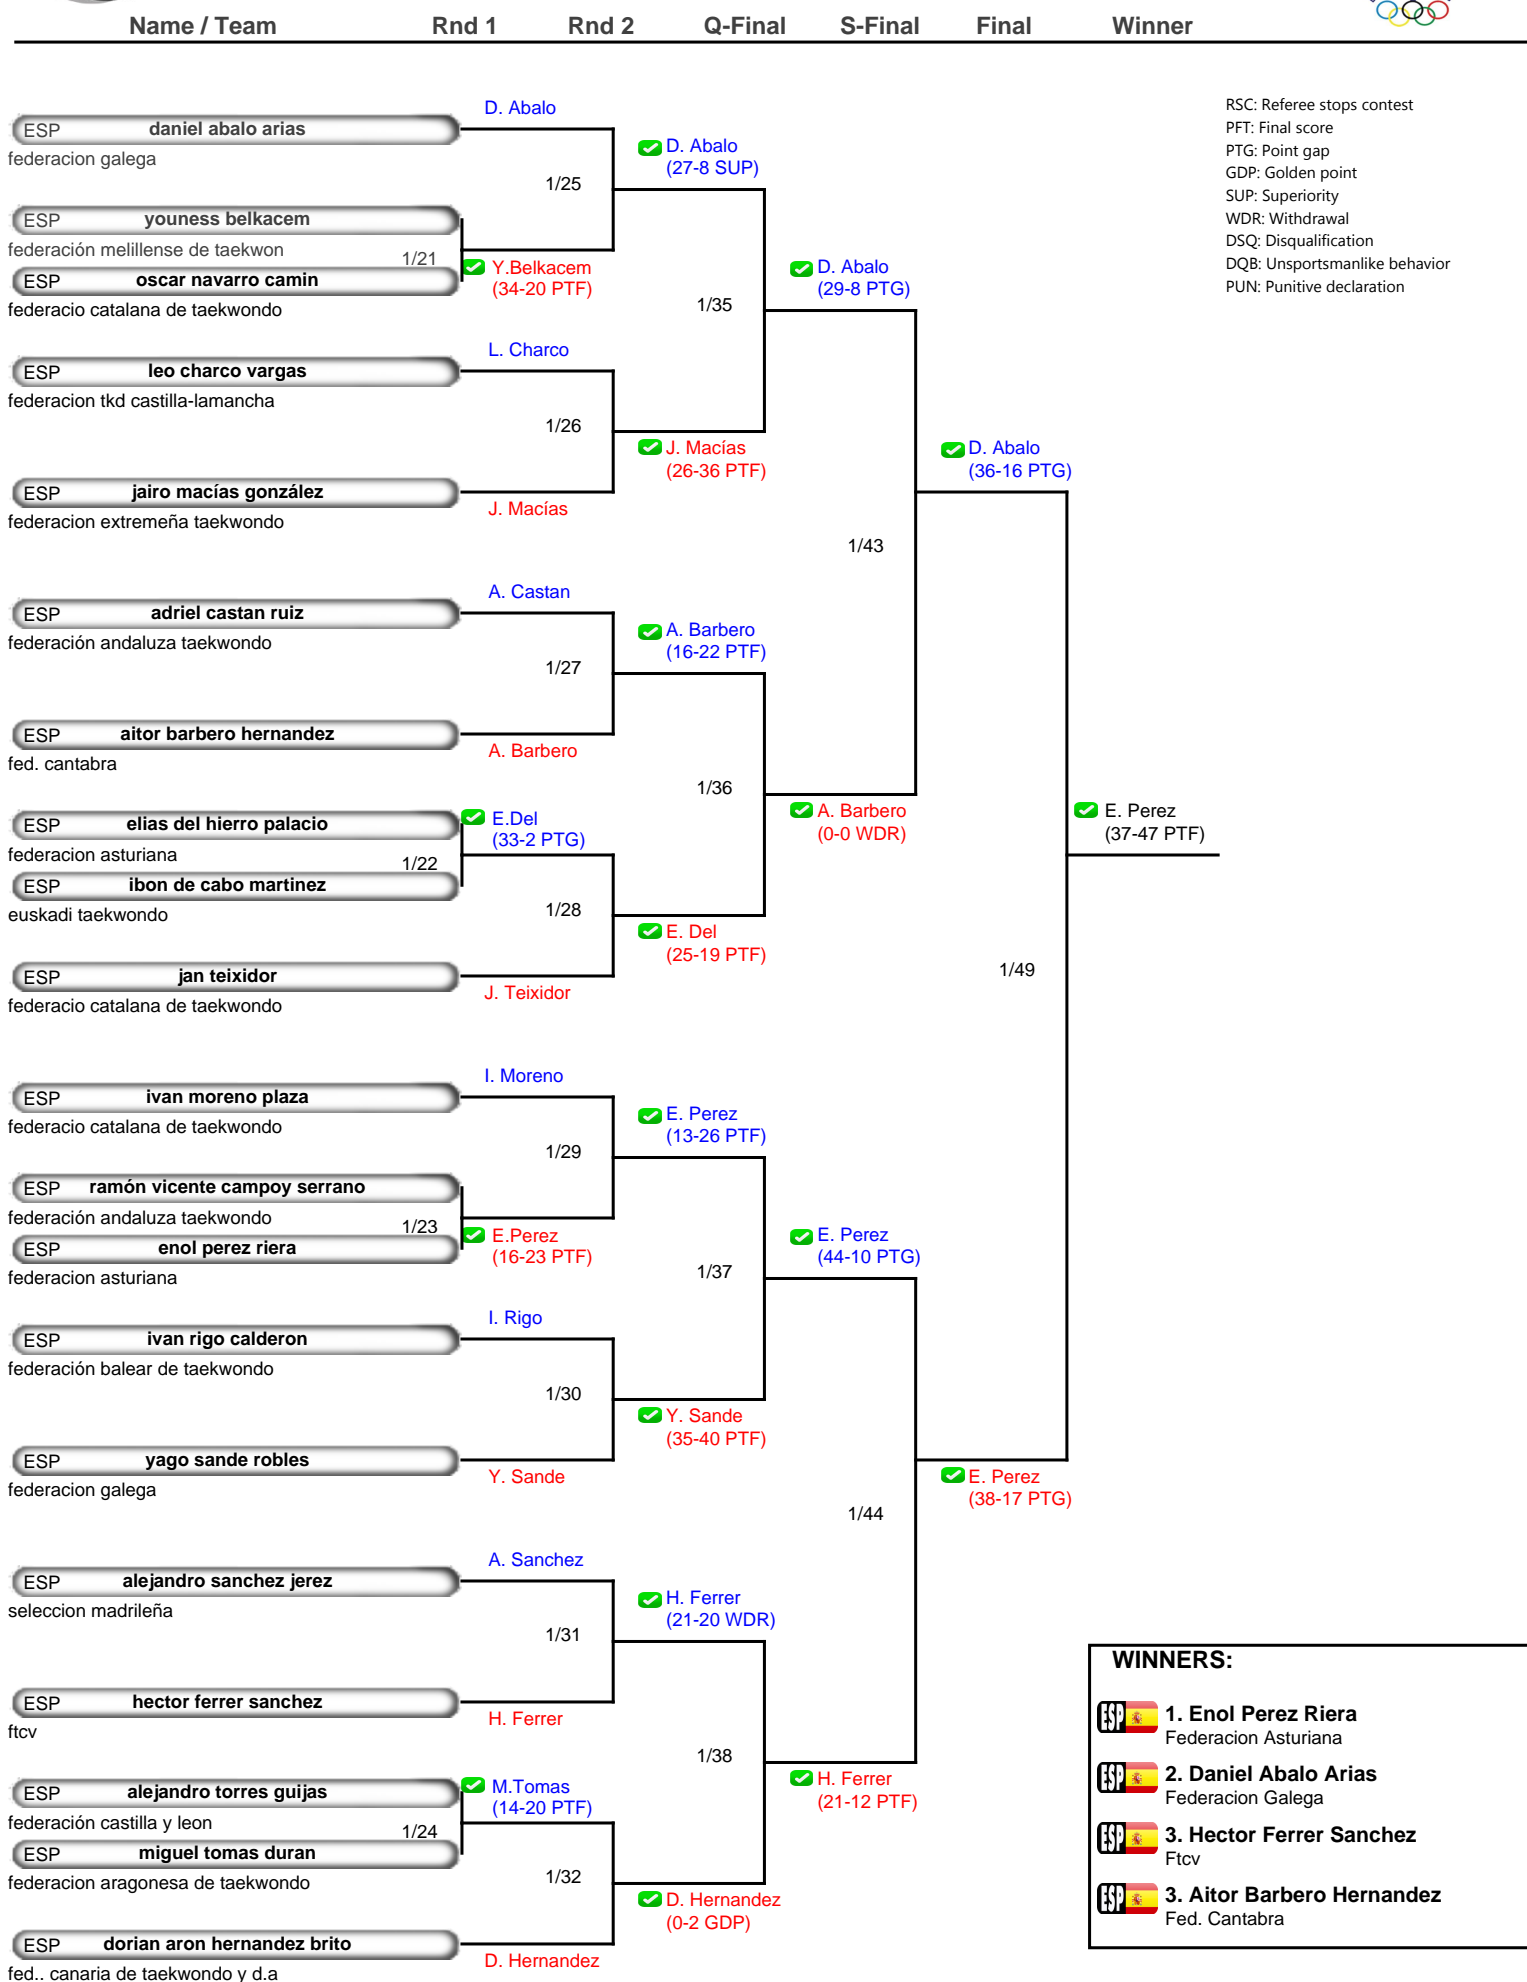 Name / Team Rnd 1 Rnd 2 Q-Final S-Final Final Winner
RSC: Referee stops contest
PFT: Final score
PTG: Point gap
GDP: Golden point
SUP: Superiority
WDR: Withdrawal
DSQ: Disqualification
DQB: Unsportsmanlike behavior
PUN: Punitive declaration
D. Abalo
ESP daniel abalo arias
federacion galega
D. Abalo
(27-8 SUP)
1/25
ESP youness belkacem
federación melillense de taekwon
1/21
Y.Belkacem
(34-20 PTF)
ESP oscar navarro camin
federacio catalana de taekwondo
D. Abalo
(29-8 PTG)
1/35
L. Charco
ESP leo charco vargas
federacion tkd castilla-lamancha
1/26
J. Macías
(26-36 PTF)
D. Abalo
(36-16 PTG)
ESP jairo macías gonzález
federacion extremeña taekwondo
J. Macías
1/43
A. Castan
ESP adriel castan ruiz
federación andaluza taekwondo
A. Barbero
(16-22 PTF)
1/27
ESP aitor barbero hernandez
fed. cantabra
A. Barbero
1/36
A. Barbero
(0-0 WDR)
E. Perez
(37-47 PTF)
ESP elias del hierro palacio
federacion asturiana
E.Del
(33-2 PTG)
1/22
ESP ibon de cabo martinez
euskadi taekwondo
1/28
E. Del
(25-19 PTF)
ESP jan teixidor
federacio catalana de taekwondo
J. Teixidor
1/49
I. Moreno
ESP ivan moreno plaza
federacio catalana de taekwondo
E. Perez
(13-26 PTF)
1/29
ESP ramón vicente campoy serrano
federación andaluza taekwondo
1/23
E.Perez
(16-23 PTF)
ESP enol perez riera
federacion asturiana
E. Perez
(44-10 PTG)
1/37
I. Rigo
ESP ivan rigo calderon
federación balear de taekwondo
1/30
Y. Sande
(35-40 PTF)
ESP yago sande robles
federacion galega
Y. Sande
E. Perez
(38-17 PTG)
1/44
A. Sanchez
ESP alejandro sanchez jerez
seleccion madrileña
H. Ferrer
(21-20 WDR)
1/31
ESP hector ferrer sanchez
ftcv
H. Ferrer
1/38
H. Ferrer
(21-12 PTF)
ESP alejandro torres guijas
federación castilla y leon
M.Tomas
(14-20 PTF)
1/24
ESP miguel tomas duran
federacion aragonesa de taekwondo
1/32
D. Hernandez
(0-2 GDP)
ESP dorian aron hernandez brito
fed.. canaria de taekwondo y d.a
D. Hernandez
WINNERS:
ESP 1. Enol Perez Riera
Federacion Asturiana
ESP 2. Daniel Abalo Arias
Federacion Galega
ESP 3. Hector Ferrer Sanchez
Ftcv
ESP 3. Aitor Barbero Hernandez
Fed. Cantabra